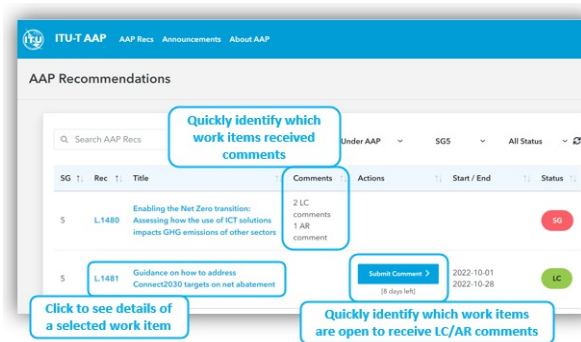 ITU-T AAP AAP Recs Announcements About AAP
AAP Recommendations
Quickly identify which
work items received
comments
Search AAP Recs
Under AAP
SG5
All Status
SG Rec Title Comments Actions Start / End Status
5 L.1480
Enabling the Net Zero transition:
Assessing how the use of ICT solutions
impacts GHG emissions of other sectors
2 LC
comments
1 AR
comment
SG
5 L.1481
Guidance on how to address
Connect2030 targets on net abatement
Submit Comment >
[8 days left]
2022-10-01
2022-10-28
LC
Click to see details of
a selected work item
Quickly identify which work items
are open to receive LC/AR comments